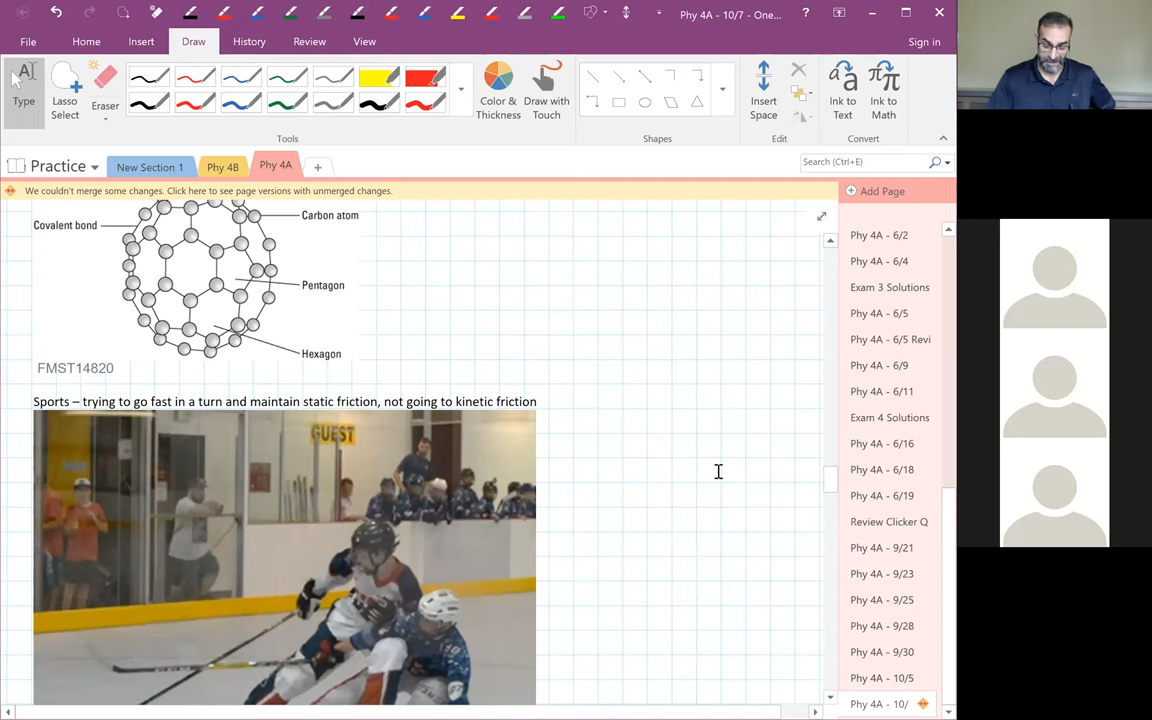 Phy 4A - 10/7 - One...
?
File
Home
Insert
Draw
History
Review
View
Sign in
Type
Lasso
Select
Eraser
Color &
Thickness
Draw with
Touch
Insert
Space
Ink to
Text
Ink to
Math
Tools
Shapes
Edit
Convert
Practice
New Section 1
Phy 4B
Phy 4A
Search (Ctrl+E)
We couldn't merge some changes. Click here to see page versions with unmerged changes.
Add Page
Covalent bond
Carbon atom
Pentagon
Hexagon
FMST14820
Sports – trying to go fast in a turn and maintain static friction, not going to kinetic friction
GUEST
Phy 4A - 6/2
Phy 4A - 6/4
Exam 3 Solutions
Phy 4A - 6/5
Phy 4A - 6/5 Revi
Phy 4A - 6/9
Phy 4A - 6/11
Exam 4 Solutions
Phy 4A - 6/16
Phy 4A - 6/18
Phy 4A - 6/19
Review Clicker Q
Phy 4A - 9/21
Phy 4A - 9/23
Phy 4A - 9/25
Phy 4A - 9/28
Phy 4A - 9/30
Phy 4A - 10/5
Phy 4A - 10/